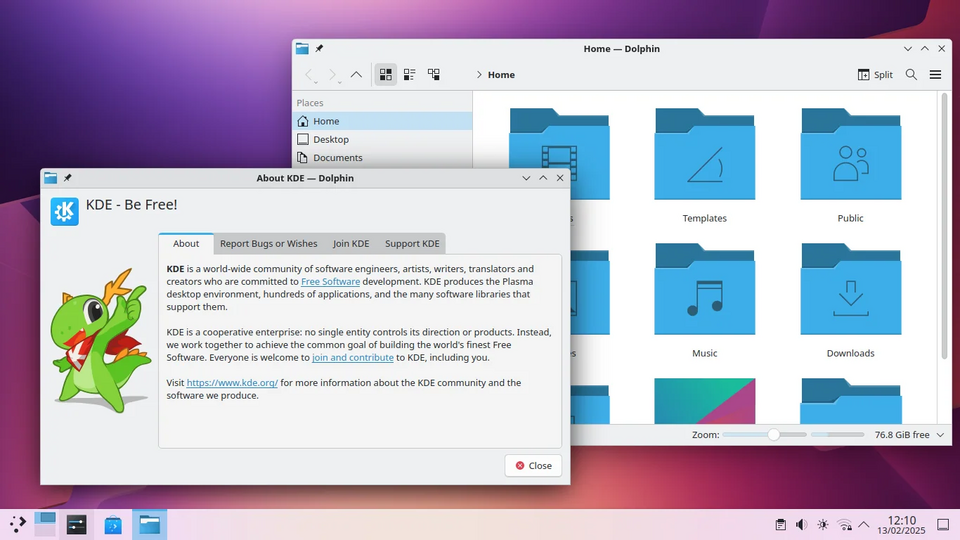 Home — Dolphin
Home
Split
Places
Home
Desktop
Documents
Templates
Public
Music
Downloads
Zoom:
76.8 GiB free
About KDE — Dolphin
KDE - Be Free!
About
Report Bugs or Wishes
Join KDE
Support KDE
KDE is a world-wide community of software engineers, artists, writers, translators and
creators who are committed to Free Software development. KDE produces the Plasma
desktop environment, hundreds of applications, and the many software libraries that
support them.
KDE is a cooperative enterprise: no single entity controls its direction or products. Instead,
we work together to achieve the common goal of building the world's finest Free
Software. Everyone is welcome to join and contribute to KDE, including you.
Visit https://www.kde.org/ for more information about the KDE community and the
software we produce.
Close
12:10
13/02/2025